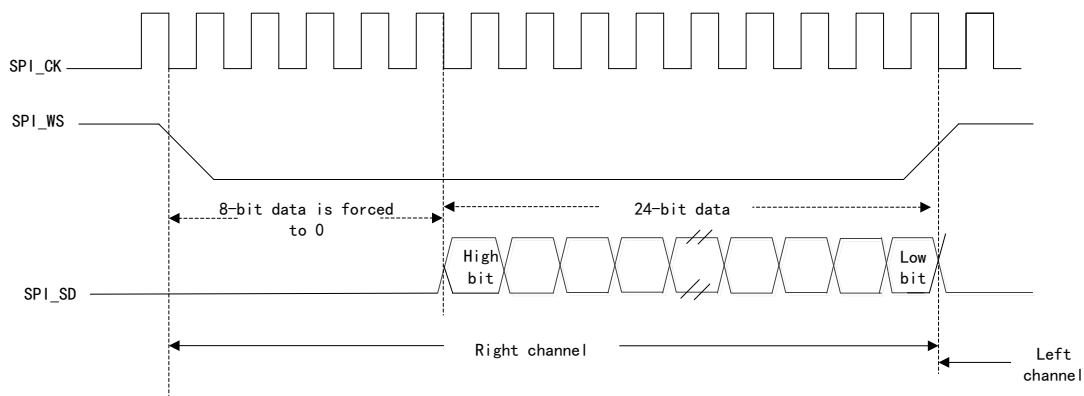 SPI_CK
SPI_WS
8-bit data is forced
to 0
24-bit data
High
bit
Low
bit
SPI_SD
Right channel
Left
channel